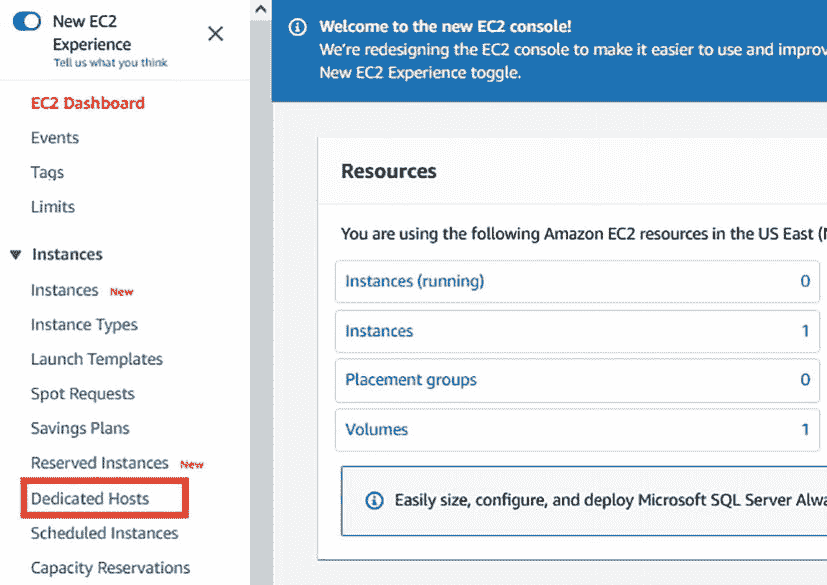 New EC2
Experience
Tell us what you think
EC2 Dashboard
Events
Tags
Limits
Instances
Instances New
Instance Types
Launch Templates
Spot Requests
Savings Plans
Reserved Instances New
Dedicated Hosts
Scheduled Instances
Capacity Reservations
Welcome to the new EC2 console!
We're redesigning the EC2 console to make it easier to use and improv
New EC2 Experience toggle.
Resources
You are using the following Amazon EC2 resources in the US East (N
Instances (running) 0
Instances 1
Placement groups 0
Volumes 1
Easily size, configure, and deploy Microsoft SQL Server Alwa